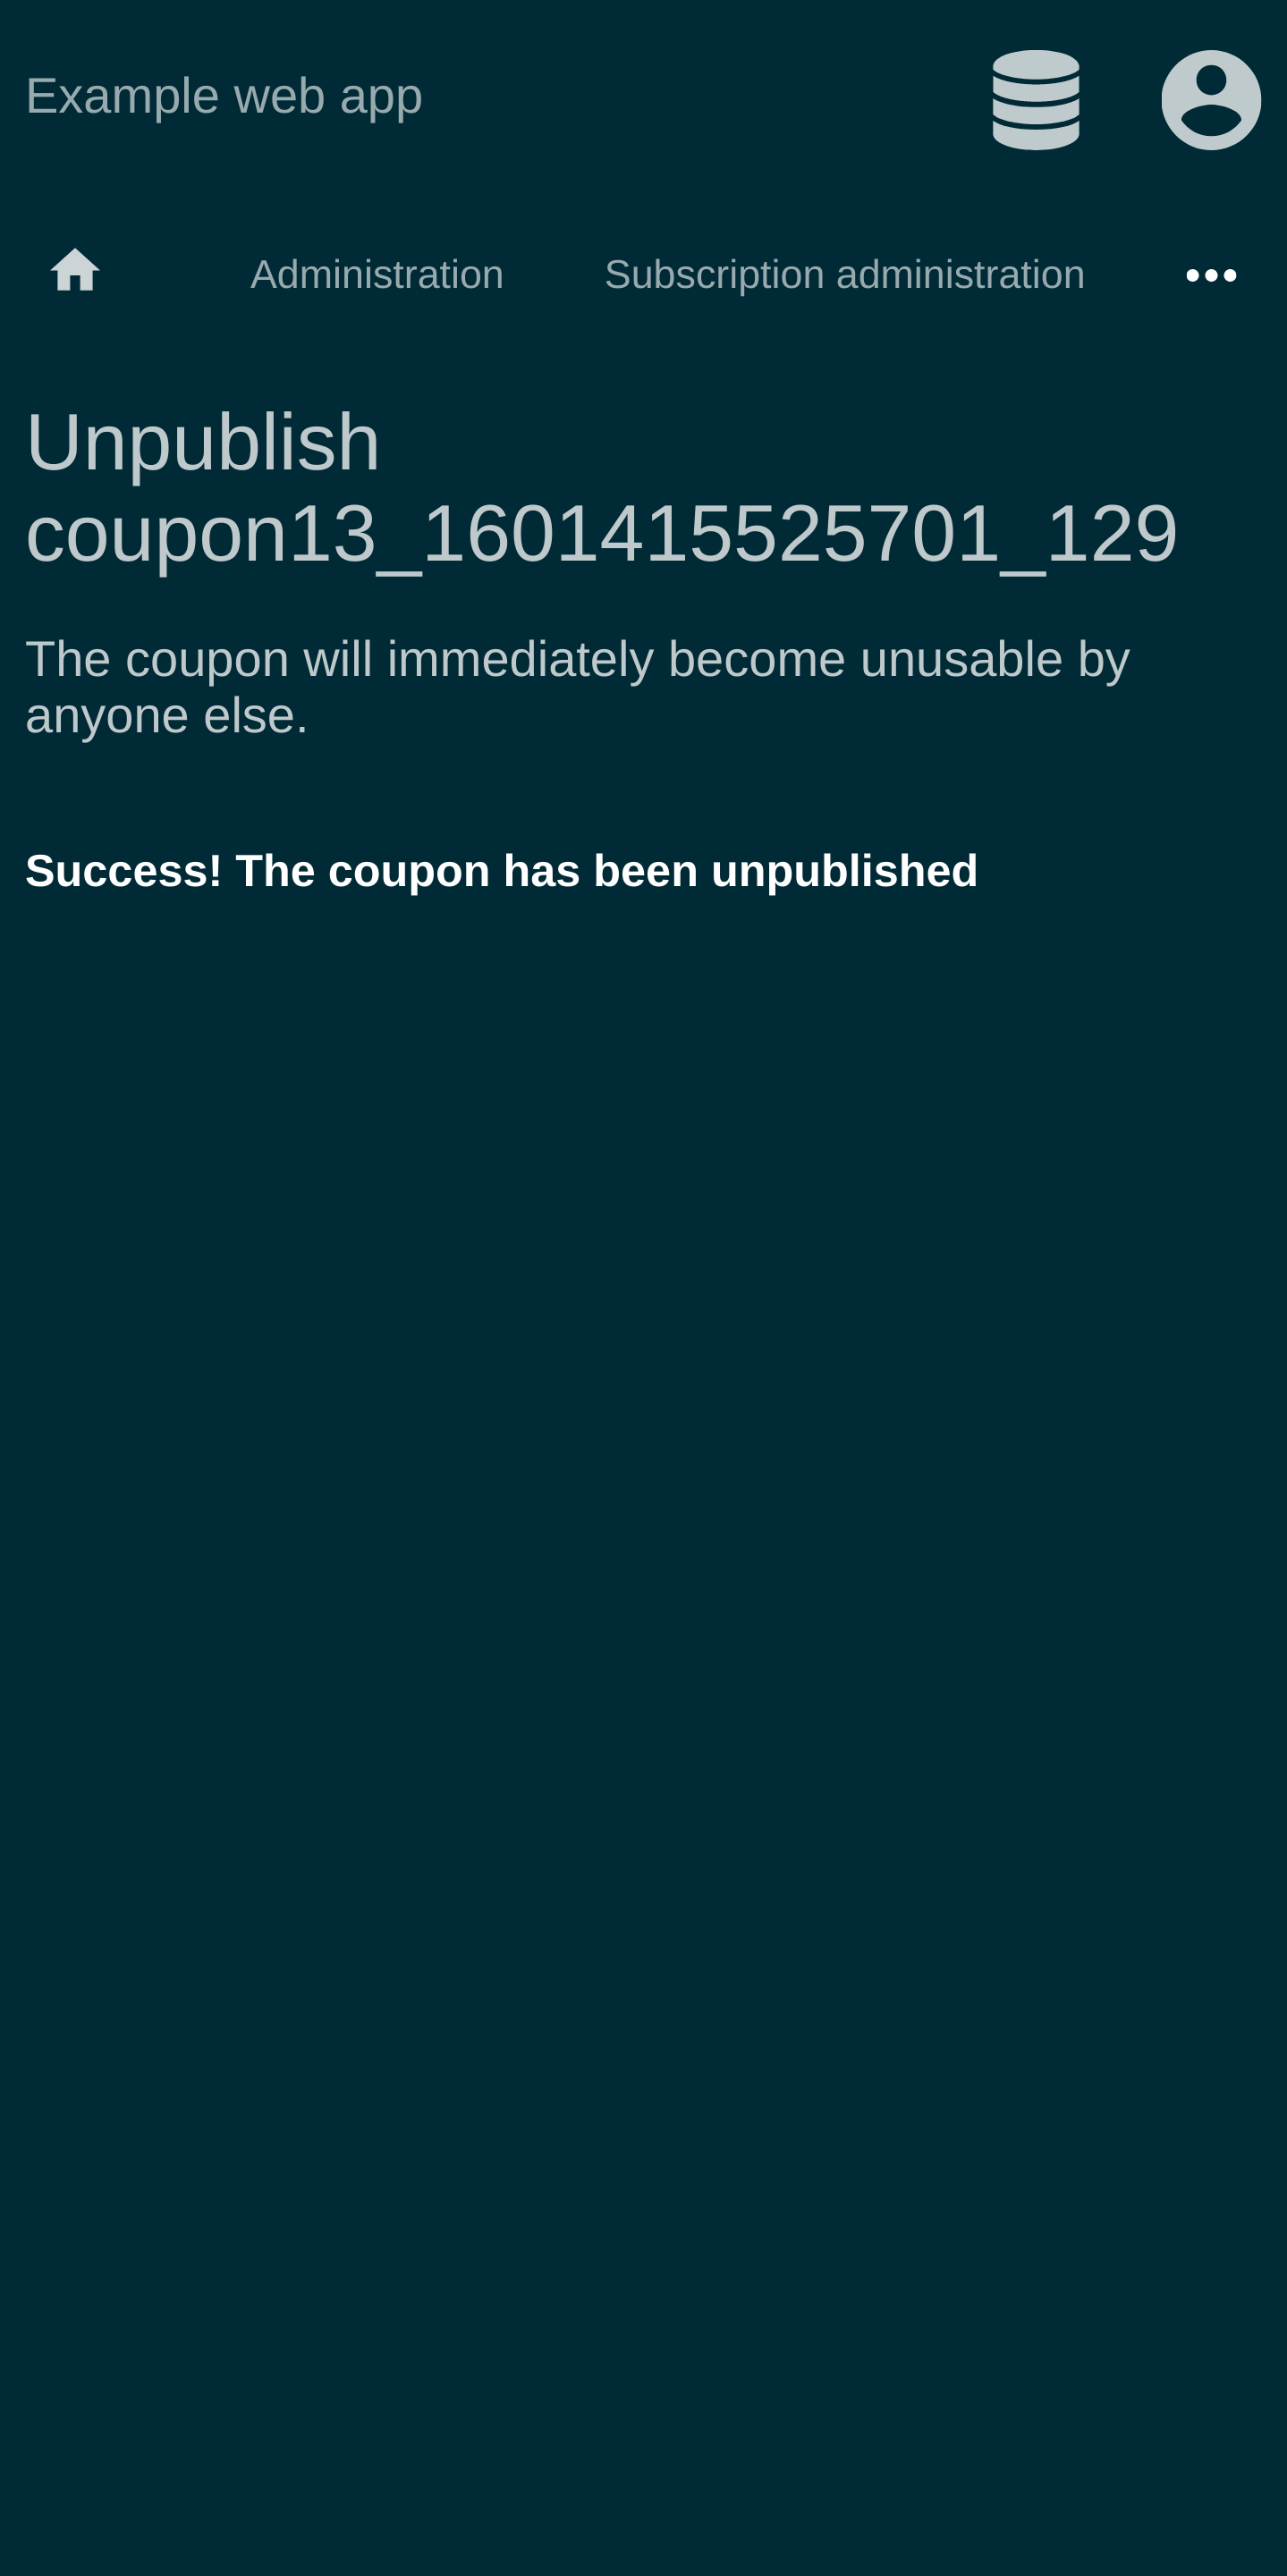 Example web app
Administration Subscription administration
Unpublish
coupon13_1601415525701_129
The coupon will immediately become unusable by
anyone else.
Success! The coupon has been unpublished